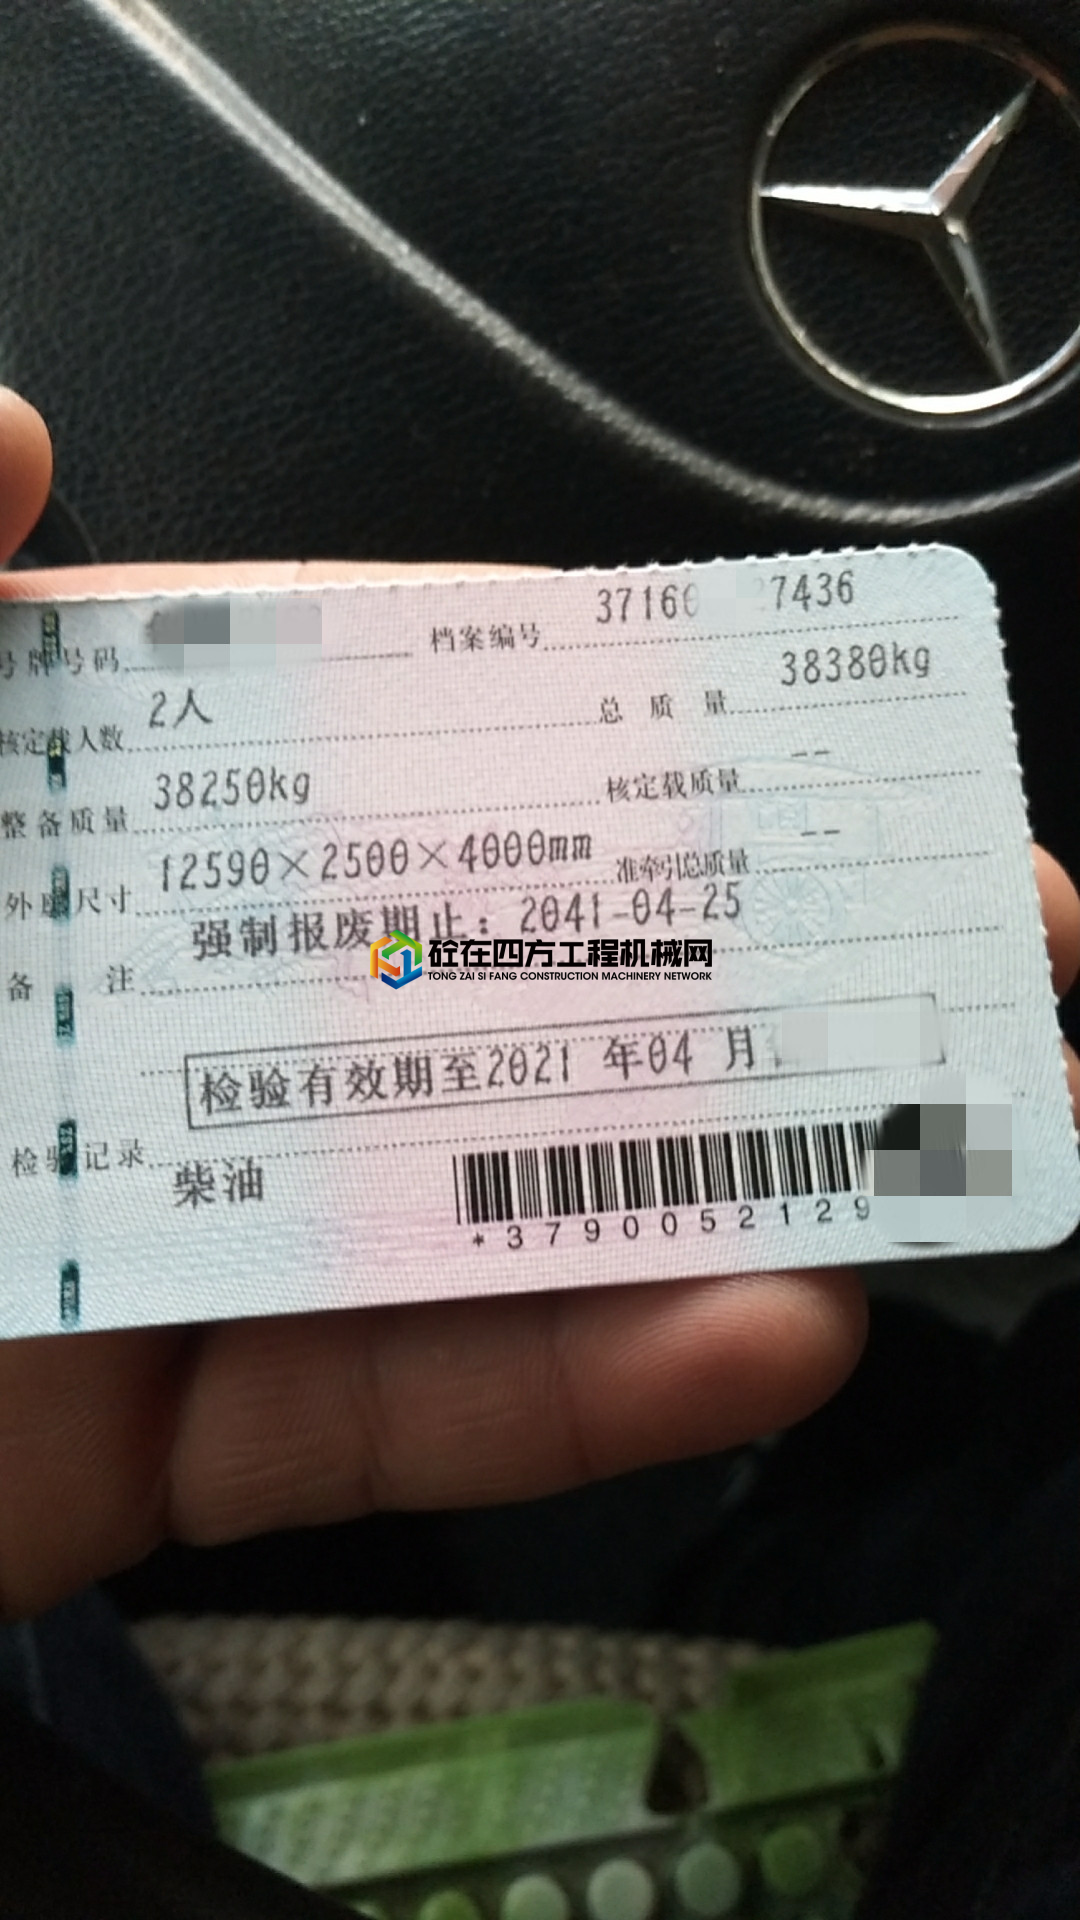 号牌号码 档案编号 37160 7436
核定载人数 2人 总质量 38380kg
整备质量 38250kg 核定载质量 --
外廓尺寸 12590×2500×4000mm 准牵引总质量 --
备注 强制报废期止：2041-04-25
砼在四方工程机械网
TONG ZAI SI FANG CONSTRUCTION MACHINERY NETWORK
检验有效期至2021 年04 月
检验记录
柴油
*3790052129